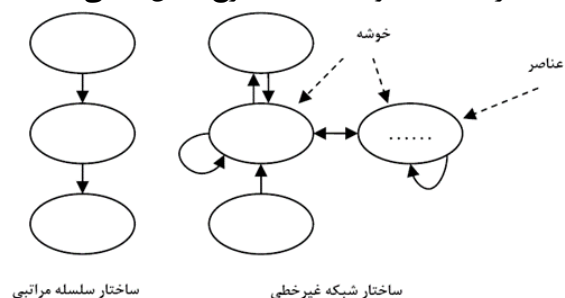 خوشه
عناصر
......
ساختار شبکه غیرخطی
ساختار سلسله مراتبی